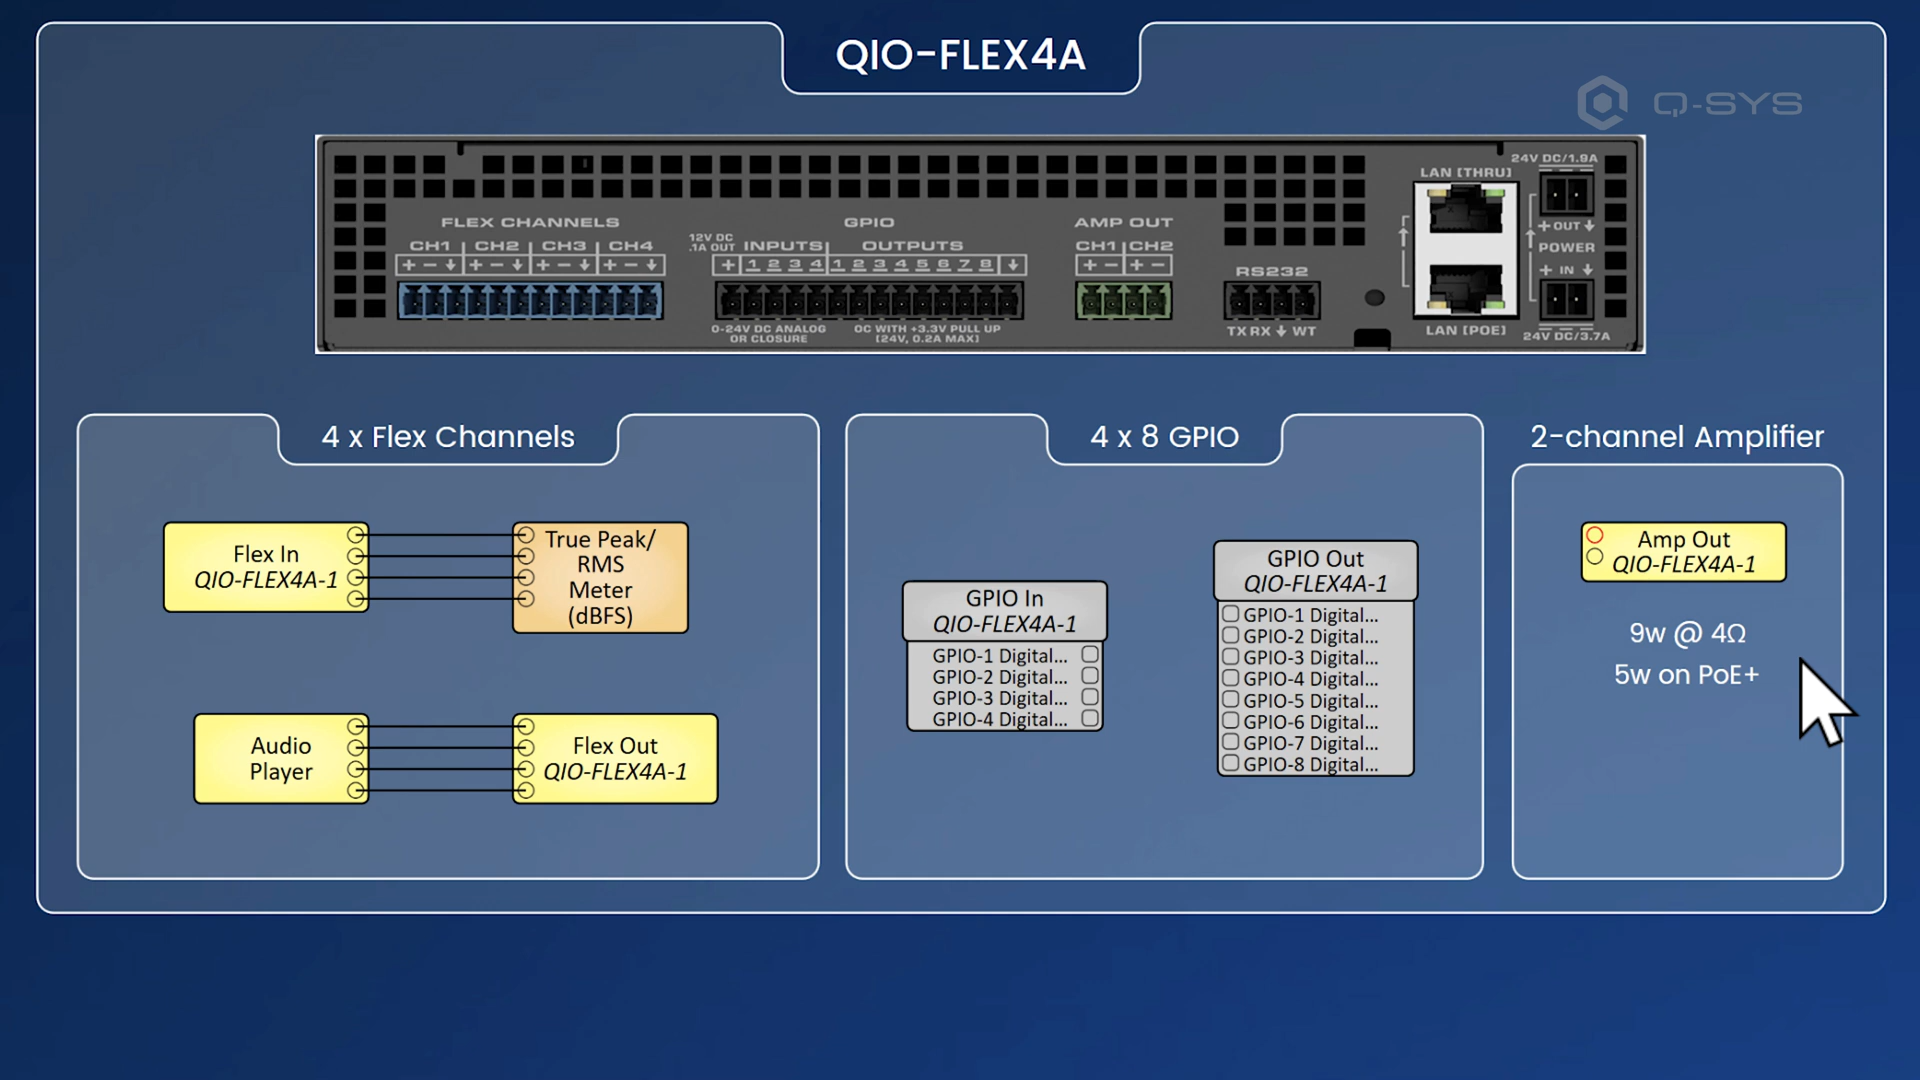 QIO-FLEX4A
Q-SYS
FLEX CHANNELS
CH1 CH2 CH3 CH4
GPIO
12V DC
.1A OUT
INPUTS OUTPUTS
1 2 3 4 1 2 3 4 5 6 7 8
0-24V DC ANALOG
OR CLOSURE
OC WITH +3.3V PULL UP
[24V, 0.2A MAX]
AMP OUT
CH1 CH2
+ - + -
RS232
TX RX ⏚ WT
LAN [THRU]
LAN [POE]
24V DC/1.9A
+ OUT ⏚
POWER
+ IN ⏚
24V DC/3.7A
4 x Flex Channels
Flex In
QIO-FLEX4A-1
True Peak/
RMS
Meter
(dBFS)
Audio
Player
Flex Out
QIO-FLEX4A-1
4 x 8 GPIO
GPIO In
QIO-FLEX4A-1
GPIO-1 Digital...
GPIO-2 Digital...
GPIO-3 Digital...
GPIO-4 Digital...
GPIO Out
QIO-FLEX4A-1
GPIO-1 Digital...
GPIO-2 Digital...
GPIO-3 Digital...
GPIO-4 Digital...
GPIO-5 Digital...
GPIO-6 Digital...
GPIO-7 Digital...
GPIO-8 Digital...
2-channel Amplifier
Amp Out
QIO-FLEX4A-1
9w @ 4Ω
5w on PoE+